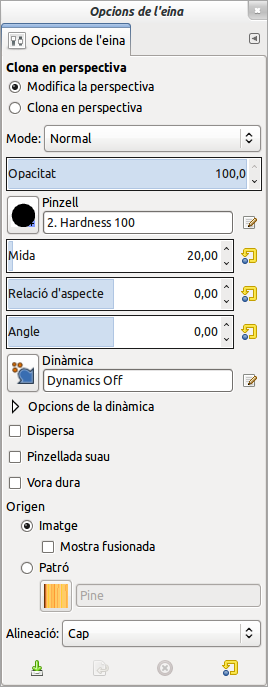 Opcions de l'eina
Opcions de l'eina
Clona en perspectiva
Modifica la perspectiva
Clona en perspectiva
Mode: Normal
Opacitat 100,0
Pinzell
2. Hardness 100
Mida 20,00
Relació d'aspecte 0,00
Angle 0,00
Dinàmica
Dynamics Off
Opcions de la dinàmica
Dispersa
Pinzellada suau
Vora dura
Origen
Imatge
Mostra fusionada
Patró
Pine
Alineació: Cap